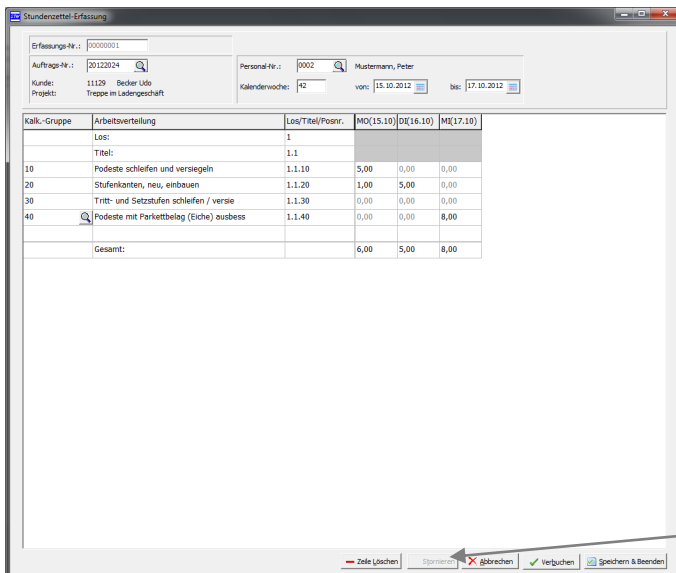 Stundenzettel-Erfassung
Erfassungs-Nr.: 00000001
Auftrags-Nr.: 20122024
Kunde: 11129 Becker Udo
Projekt: Treppe im Ladengeschäft
Personal-Nr.: 0002 Mustermann, Peter
Kalenderwoche: 42 von: 15.10.2012 bis: 17.10.2012
Kalk.-Gruppe Arbeitsverteilung Los/Titel/Posnr. MO(15.10) DI(16.10) MI(17.10)
Los: 1
Titel: 1.1
10 Podeste schleifen und versiegeln 1.1.10 5,00 0,00 0,00
20 Stufenkanten, neu, einbauen 1.1.20 1,00 5,00 0,00
30 Tritt- und Setzstufen schleifen / versie 1.1.30 0,00 0,00 0,00
40 Podeste mit Parkettbelag (Eiche) ausbess 1.1.40 0,00 0,00 8,00
Gesamt: 6,00 5,00 8,00
Zeile Löschen Stornieren Abbrechen Verbuchen Speichern & Beenden